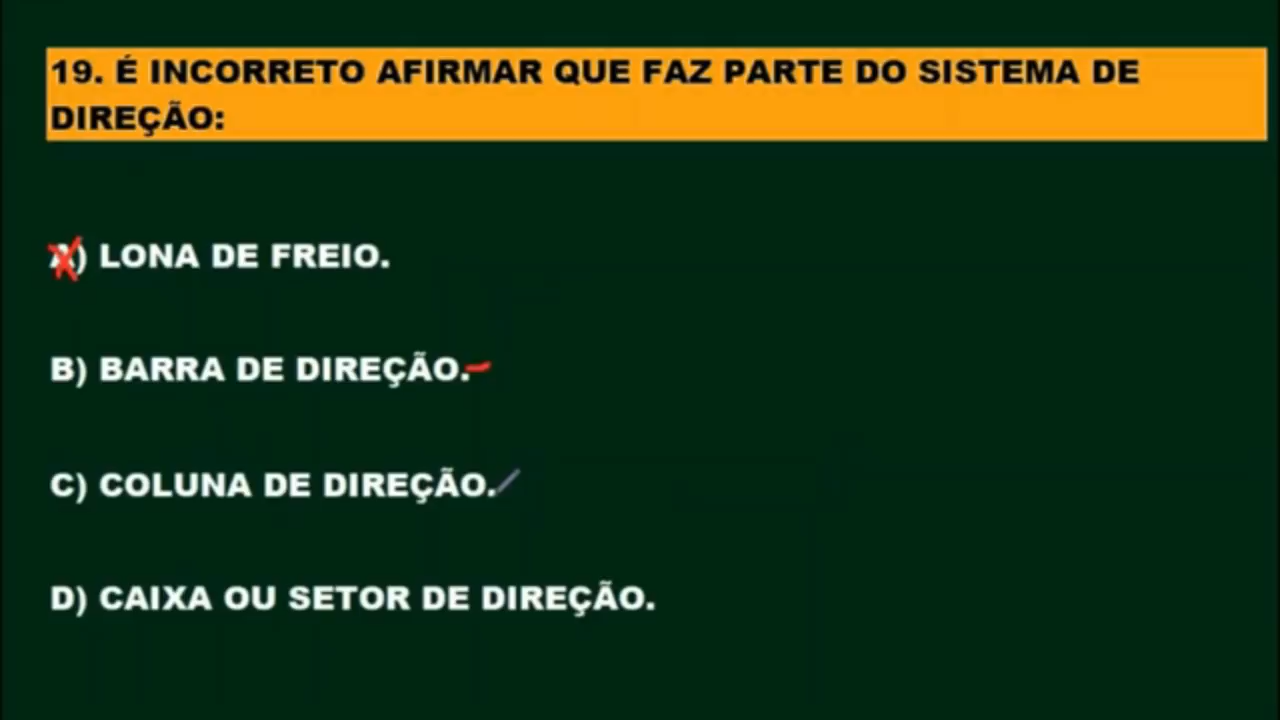 19. É INCORRETO AFIRMAR QUE FAZ PARTE DO SISTEMA DE
DIREÇÃO:
A) LONA DE FREIO.
B) BARRA DE DIREÇÃO.
C) COLUNA DE DIREÇÃO.
D) CAIXA OU SETOR DE DIREÇÃO.